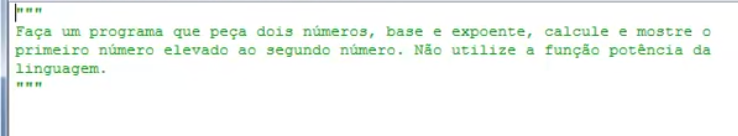 """
Faça um programa que peça dois números, base e expoente, calcule e mostre o
primeiro número elevado ao segundo número. Não utilize a função potência da
linguagem.
"""